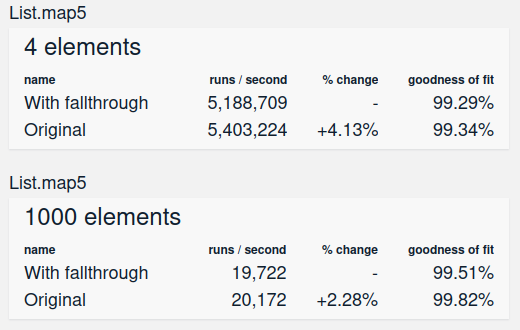 List.map5
4 elements
name runs / second % change goodness of fit
With fallthrough 5,188,709 - 99.29%
Original 5,403,224 +4.13% 99.34%
List.map5
1000 elements
name runs / second % change goodness of fit
With fallthrough 19,722 - 99.51%
Original 20,172 +2.28% 99.82%